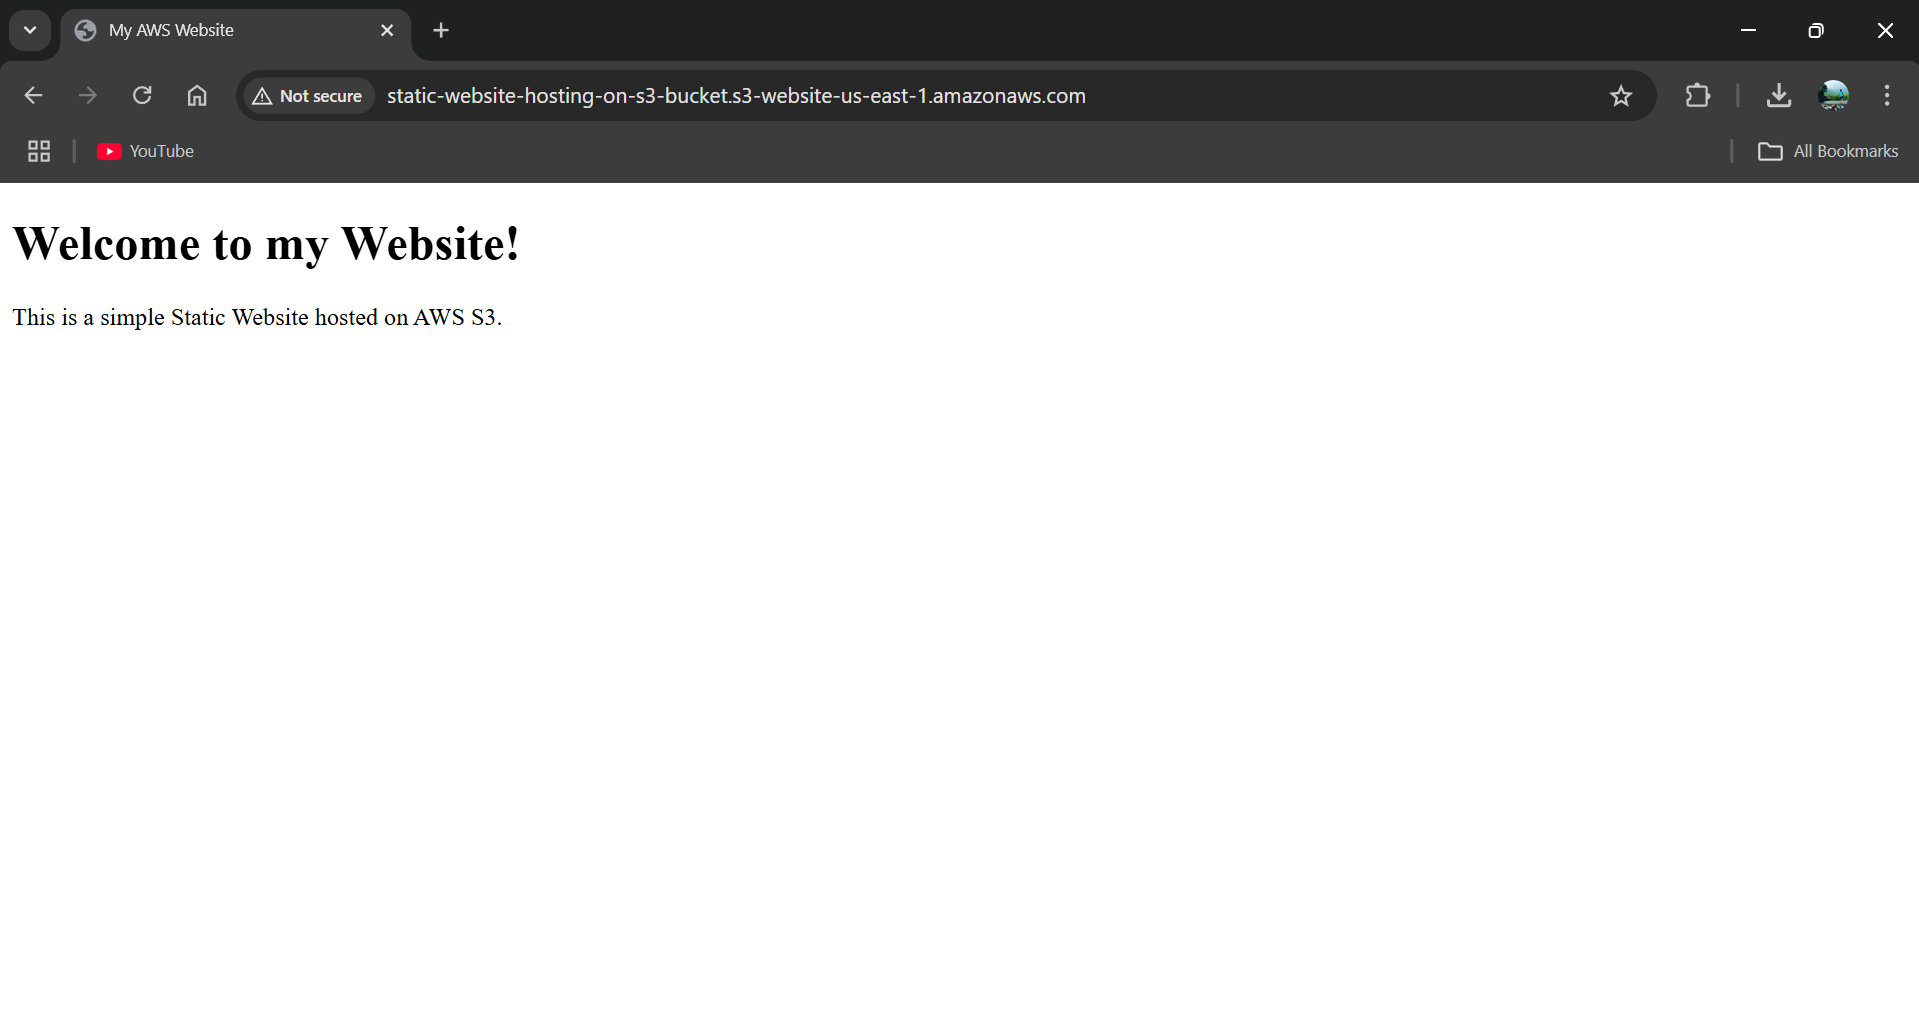 My AWS Website
Not secure
static-website-hosting-on-s3-bucket.s3-website-us-east-1.amazonaws.com
YouTube
All Bookmarks
Welcome to my Website!
This is a simple Static Website hosted on AWS S3.